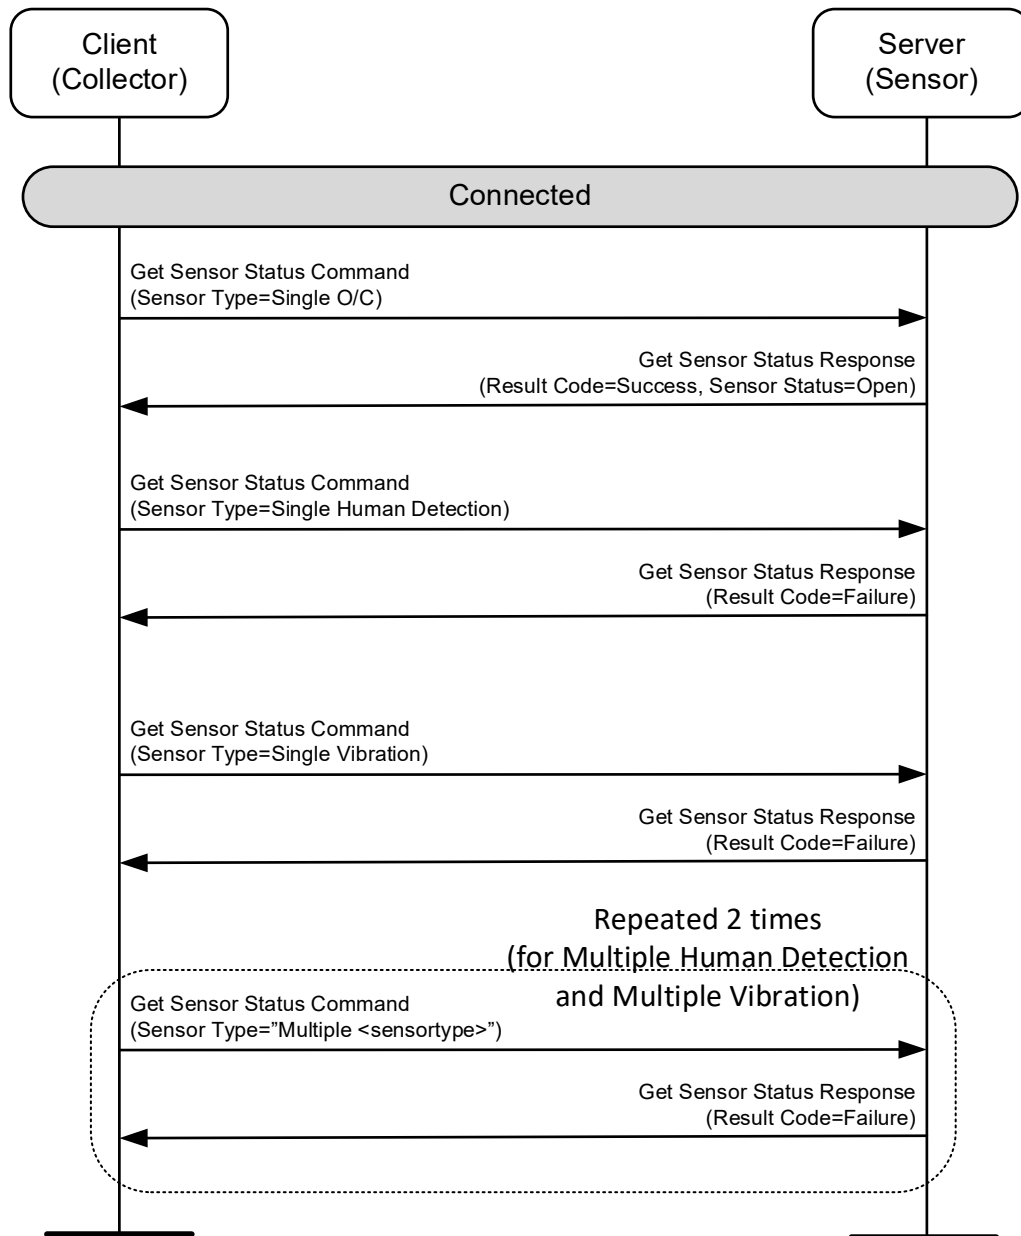 Client
(Collector)
Server
(Sensor)
Connected
Get Sensor Status Command
(Sensor Type=Single O/C)
Get Sensor Status Response
(Result Code=Success, Sensor Status=Open)
Get Sensor Status Command
(Sensor Type=Single Human Detection)
Get Sensor Status Response
(Result Code=Failure)
Get Sensor Status Command
(Sensor Type=Single Vibration)
Get Sensor Status Response
(Result Code=Failure)
Repeated 2 times
(for Multiple Human Detection
and Multiple Vibration)
Get Sensor Status Command
(Sensor Type=”Multiple <sensortype>”)
Get Sensor Status Response
(Result Code=Failure)